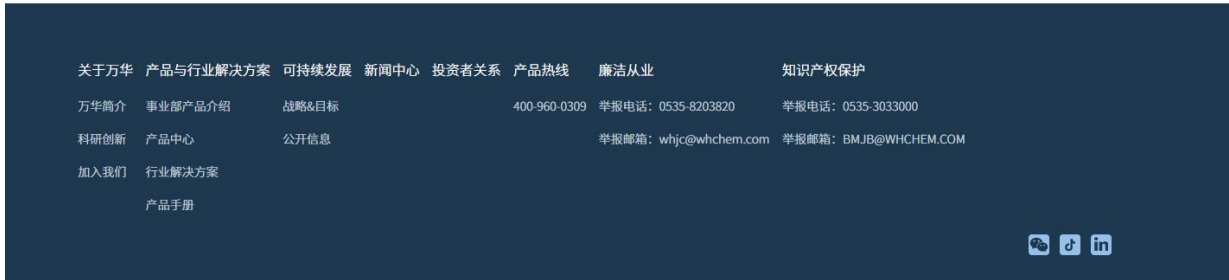 关于万华 产品与行业解决方案 可持续发展 新闻中心 投资者关系 产品热线 廉洁从业 知识产权保护
万华简介 事业部产品介绍 战略&目标 400-960-0309 举报电话：0535-8203820 举报电话：0535-3033000
科研创新 产品中心 公开信息 举报邮箱：whjc@whchem.com 举报邮箱：BMJB@WHCHEM.COM
加入我们 行业解决方案
产品手册
in